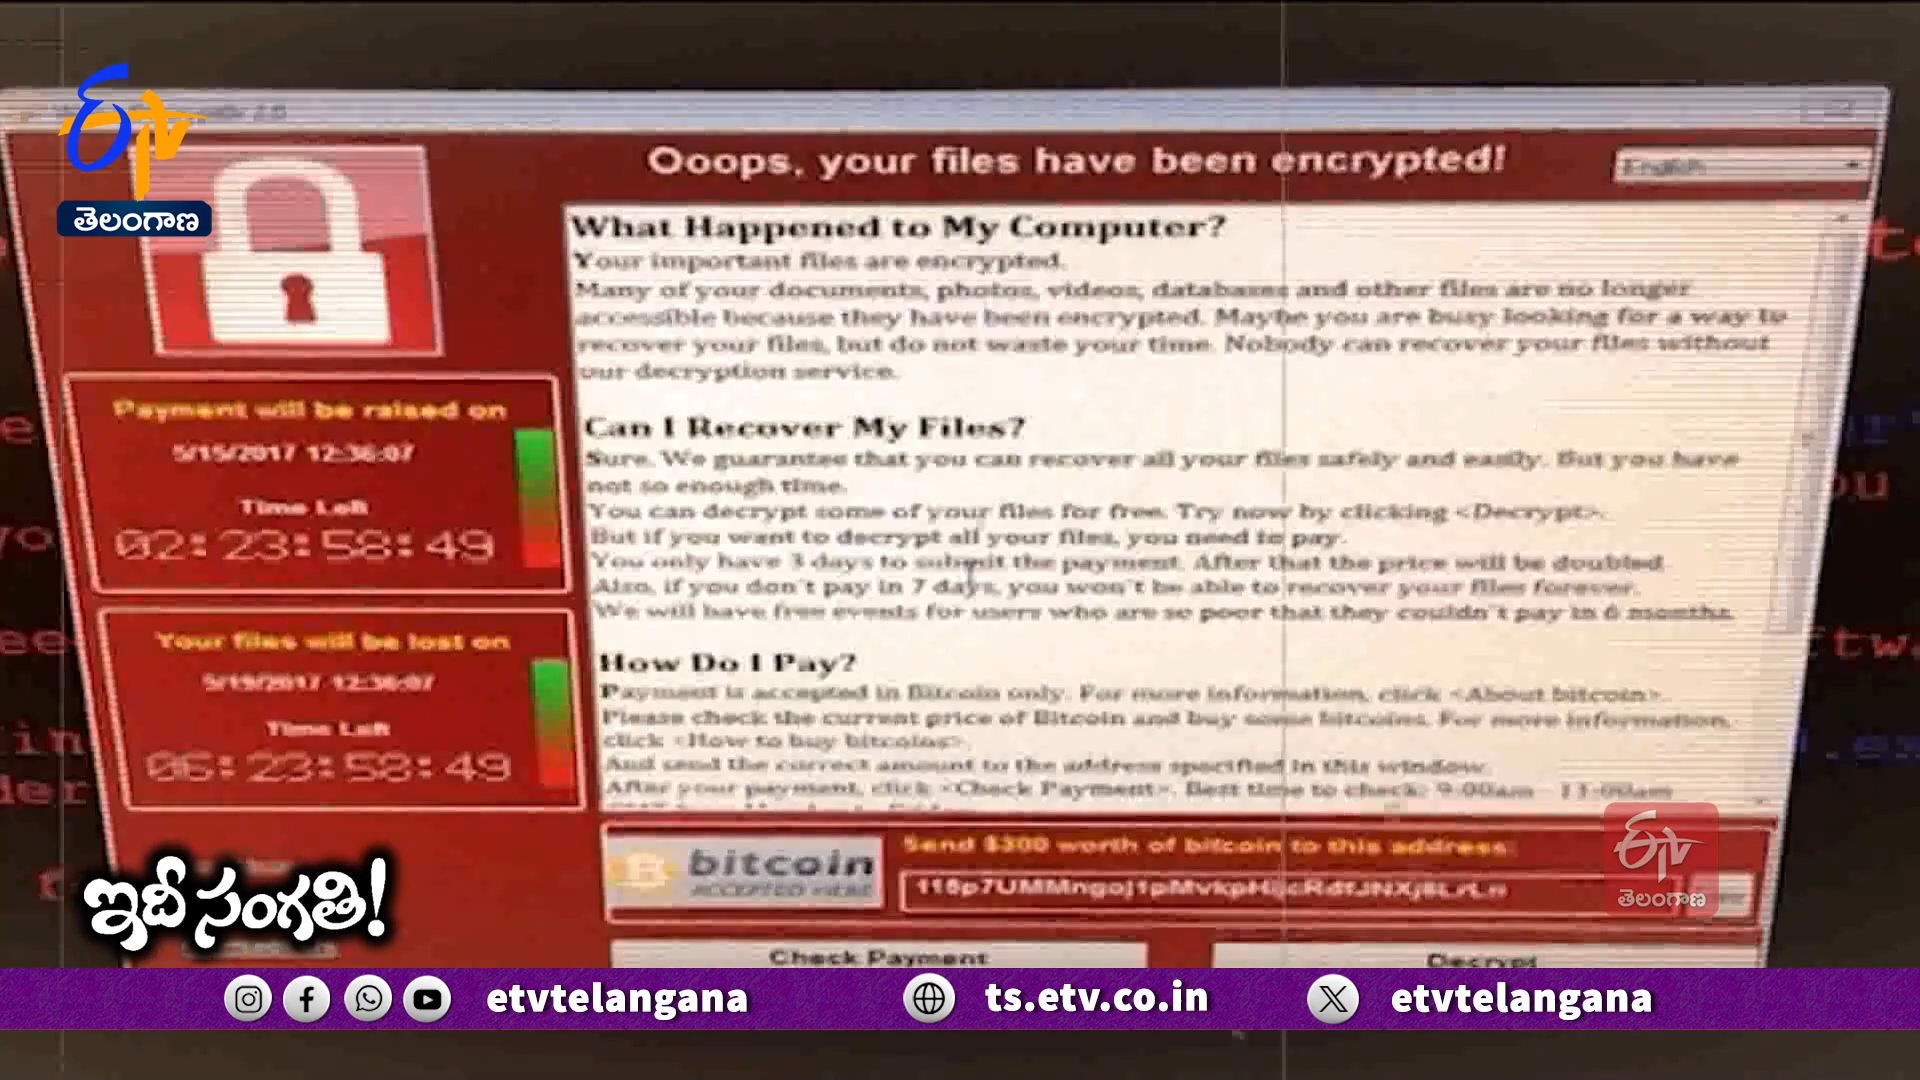 ఈtv
తెలంగాణ
Ooops, your files have been encrypted!
English
What Happened to My Computer?
Your important files are encrypted.
Many of your documents, photos, videos, databases and other files are no longer
accessible because they have been encrypted. Maybe you are busy looking for a way to
recover your files, but do not waste your time. Nobody can recover your files without
our decryption service.
Can I Recover My Files?
Sure. We guarantee that you can recover all your files safely and easily. But you have
not so enough time.
You can decrypt some of your files for free. Try now by clicking <Decrypt>.
But if you want to decrypt all your files, you need to pay.
You only have 3 days to submit the payment. After that the price will be doubled.
Also, if you don't pay in 7 days, you won't be able to recover your files forever.
We will have free events for users who are so poor that they couldn't pay in 6 months.
How Do I Pay?
Payment is accepted in Bitcoin only. For more information, click <About bitcoin>.
Please check the current price of Bitcoin and buy some bitcoins. For more information,
click <How to buy bitcoins>.
And send the correct amount to the address specified in this window.
After your payment, click <Check Payment>. Best time to check: 9:00am - 11:00am
Payment will be raised on
5/15/2017 12:36:07
Time Left
02:23:58:49
Your files will be lost on
5/19/2017 12:36:07
Time Left
06:23:58:49
bitcoin
ACCEPTED HERE
Send $300 worth of bitcoin to this address:
Check Payment
Decrypt
ఈtv
తెలంగాణ
ఇదీ సంగతి!
etvtelangana
ts.etv.co.in
etvtelangana